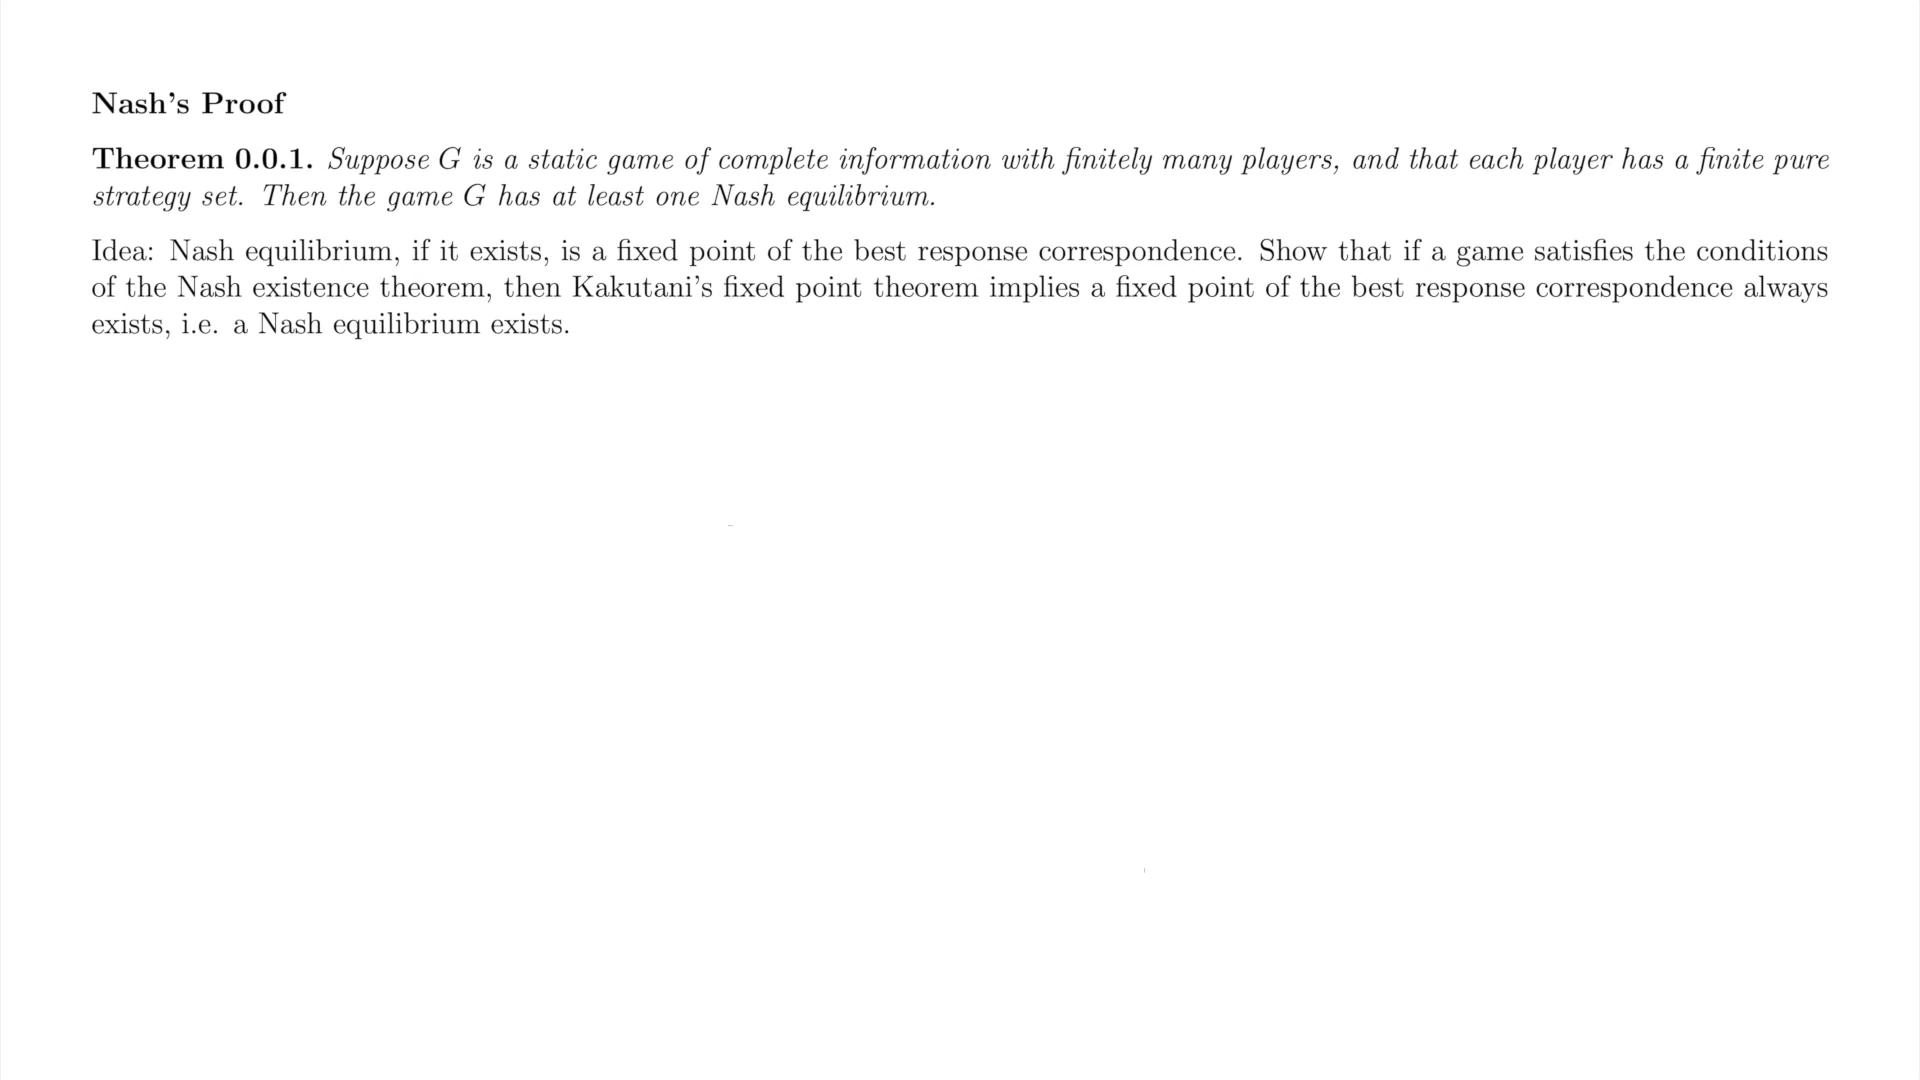 Nash's Proof
Theorem 0.0.1. Suppose G is a static game of complete information with finitely many players, and that each player has a finite pure
strategy set. Then the game G has at least one Nash equilibrium.
Idea: Nash equilibrium, if it exists, is a fixed point of the best response correspondence. Show that if a game satisfies the conditions
of the Nash existence theorem, then Kakutani's fixed point theorem implies a fixed point of the best response correspondence always
exists, i.e. a Nash equilibrium exists.